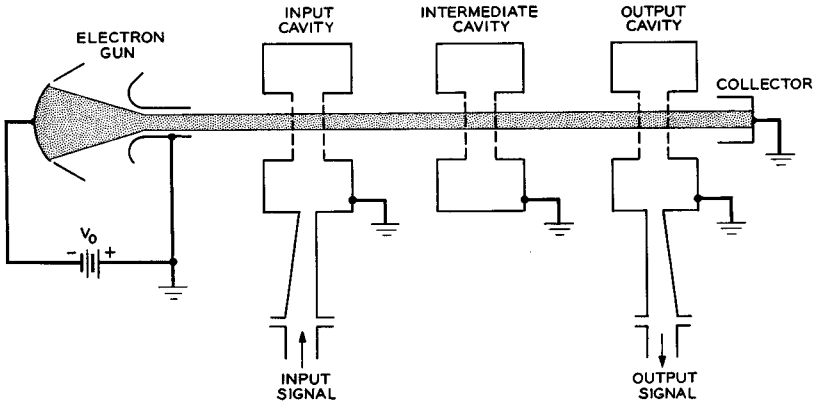 INPUT
CAVITY
INTERMEDIATE
CAVITY
OUTPUT
CAVITY
ELECTRON
GUN
COLLECTOR
V₀
- +
INPUT
SIGNAL
OUTPUT
SIGNAL